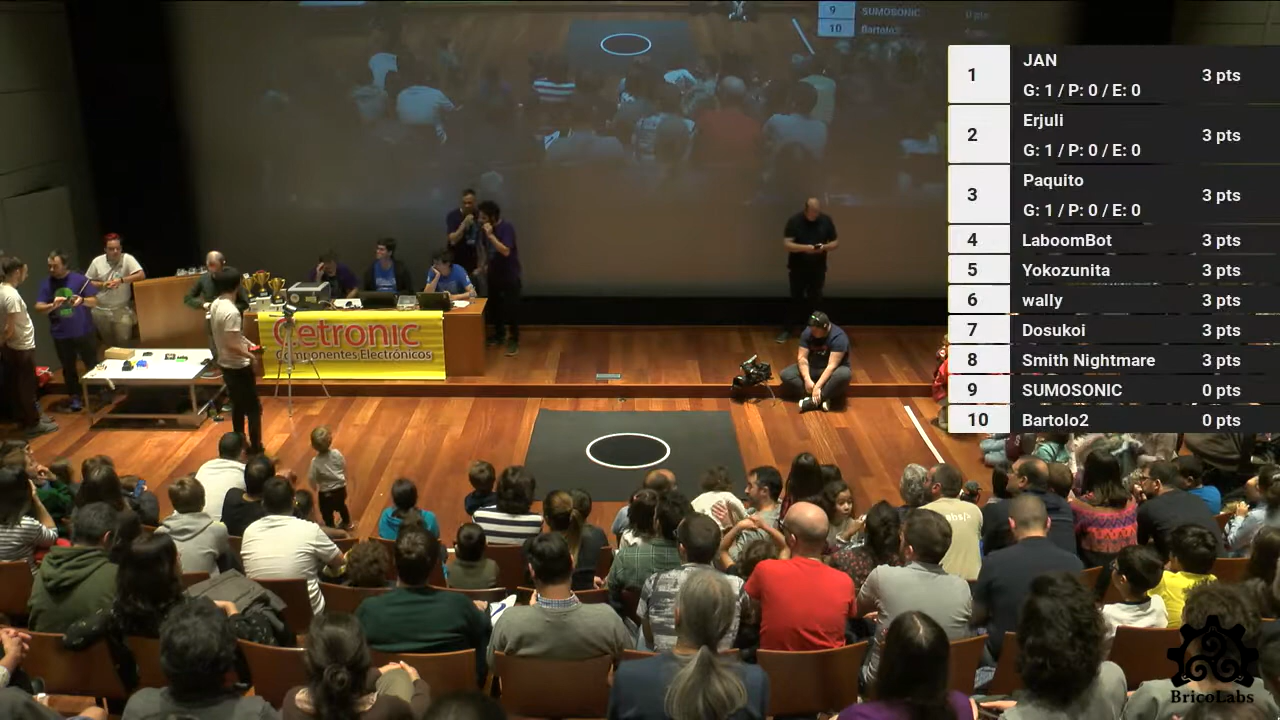 9 SUMOSONIC 0 pt
10 Bartolo2
1 JAN 3 pts
G: 1 / P: 0 / E: 0
2 Erjuli 3 pts
G: 1 / P: 0 / E: 0
3 Paquito 3 pts
G: 1 / P: 0 / E: 0
4 LaboomBot 3 pts
5 Yokozunita 3 pts
6 wally 3 pts
7 Dosukoi 3 pts
8 Smith Nightmare 3 pts
9 SUMOSONIC 0 pts
10 Bartolo2 0 pts
Cetronic
Componentes Electrónicos
BricoLabs